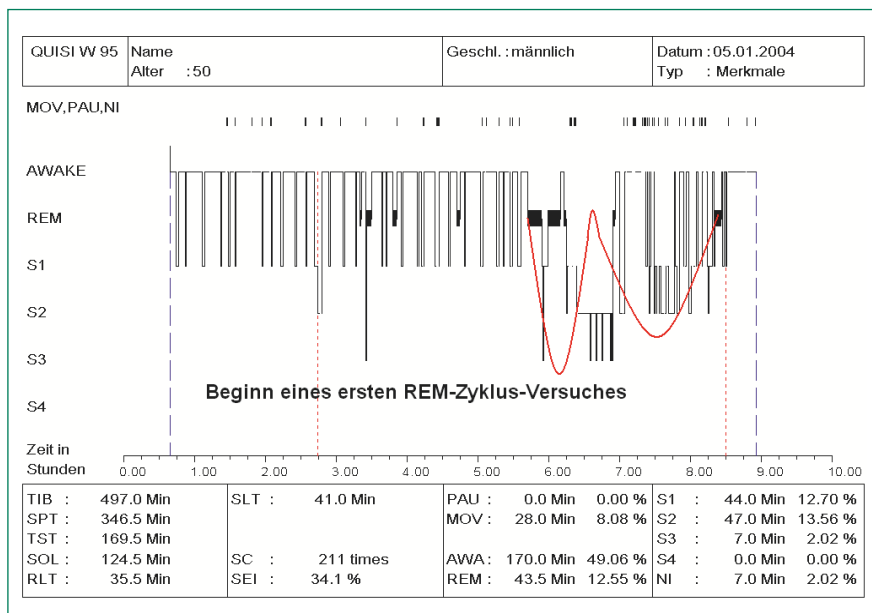 QUISI W 95 Name Geschl. : männlich Datum : 05.01.2004
Alter : 50 Typ : Merkmale
MOV,PAU,NI
AWAKE
REM
S1
S2
S3
Beginn eines ersten REM-Zyklus-Versuches
S4
Zeit in
Stunden 0.00 1.00 2.00 3.00 4.00 5.00 6.00 7.00 8.00 9.00 10.00
TIB : 497.0 Min SLT : 41.0 Min PAU : 0.0 Min 0.00 % S1 : 44.0 Min 12.70 %
SPT : 346.5 Min MOV : 28.0 Min 8.08 % S2 : 47.0 Min 13.56 %
TST : 169.5 Min S3 : 7.0 Min 2.02 %
SOL : 124.5 Min SC : 211 times AWA : 170.0 Min 49.06 % S4 : 0.0 Min 0.00 %
RLT : 35.5 Min SEI : 34.1 % REM : 43.5 Min 12.55 % NI : 7.0 Min 2.02 %